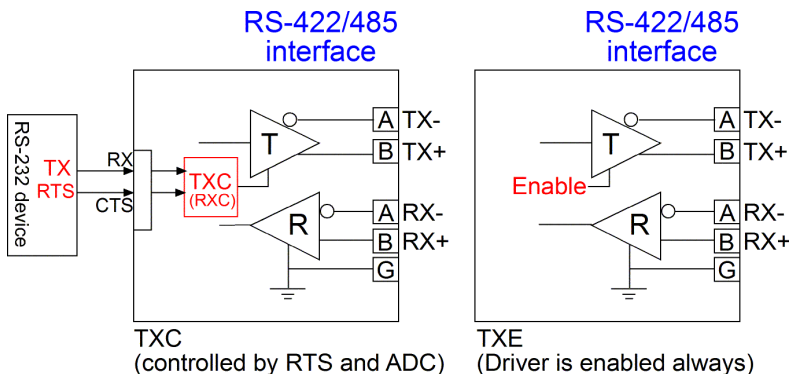 RS-422/485
interface
RS-232 device
TX
RTS
RX
CTS
TXC
(RXC)
T
R
A TX-
B TX+
A RX-
B RX+
G
TXC
(controlled by RTS and ADC)
RS-422/485
interface
T
Enable
R
A TX-
B TX+
A RX-
B RX+
G
TXE
(Driver is enabled always)